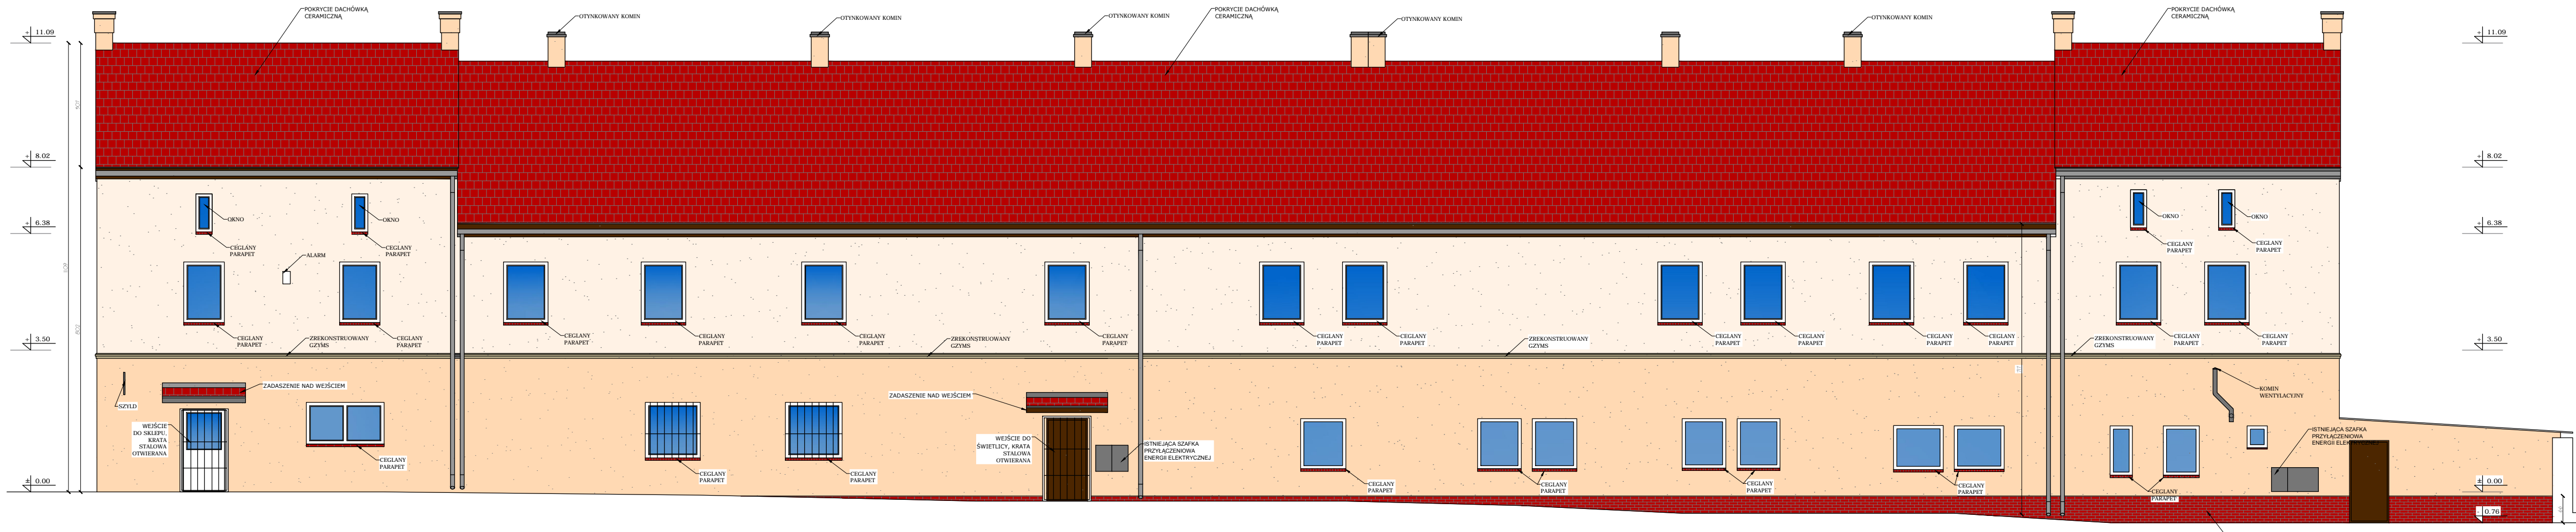 POKRYCIE DACHÓWKĄ
CERAMICZNĄ
OTYNKOWANY KOMIN
OTYNKOWANY KOMIN
OTYNKOWANY KOMIN
POKRYCIE DACHÓWKĄ
CERAMICZNĄ
OTYNKOWANY KOMIN
OTYNKOWANY KOMIN
POKRYCIE DACHÓWKĄ
CERAMICZNĄ
+ 11.09
+ 11.09
+ 8.02
+ 8.02
+ 6.38
+ 6.38
OKNO
OKNO
OKNO
OKNO
CEGLANY
PARAPET
CEGLANY
PARAPET
CEGLANY
PARAPET
CEGLANY
PARAPET
ALARM
+ 3.50
+ 3.50
CEGLANY
PARAPET
CEGLANY
PARAPET
CEGLANY
PARAPET
CEGLANY
PARAPET
CEGLANY
PARAPET
CEGLANY
PARAPET
CEGLANY
PARAPET
CEGLANY
PARAPET
CEGLANY
PARAPET
CEGLANY
PARAPET
CEGLANY
PARAPET
CEGLANY
PARAPET
CEGLANY
PARAPET
CEGLANY
PARAPET
ZREKONSTRUOWANY
GZYMS
ZREKONSTRUOWANY
GZYMS
ZREKONSTRUOWANY
GZYMS
ZREKONSTRUOWANY
GZYMS
SZYLD
ZADASZENIE NAD WEJŚCIEM
ZADASZENIE NAD WEJŚCIEM
KOMIN
WENTYLACYJNY
WEJŚCIE
DO SKLEPU,
KRATA
STALOWA
OTWIERANA
CEGLANY
PARAPET
CEGLANY
PARAPET
CEGLANY
PARAPET
WEJŚCIE DO
ŚWIETLICY, KRATA
STALOWA
OTWIERANA
ISTNIEJĄCA SZAFKA
PRZYŁĄCZENIOWA
ENERGII ELEKTRYCZNEJ
CEGLANY
PARAPET
CEGLANY
PARAPET
CEGLANY
PARAPET
CEGLANY
PARAPET
CEGLANY
PARAPET
ISTNIEJĄCA SZAFKA
PRZYŁĄCZENIOWA
ENERGII
± 0.00
± 0.00
- 0.76